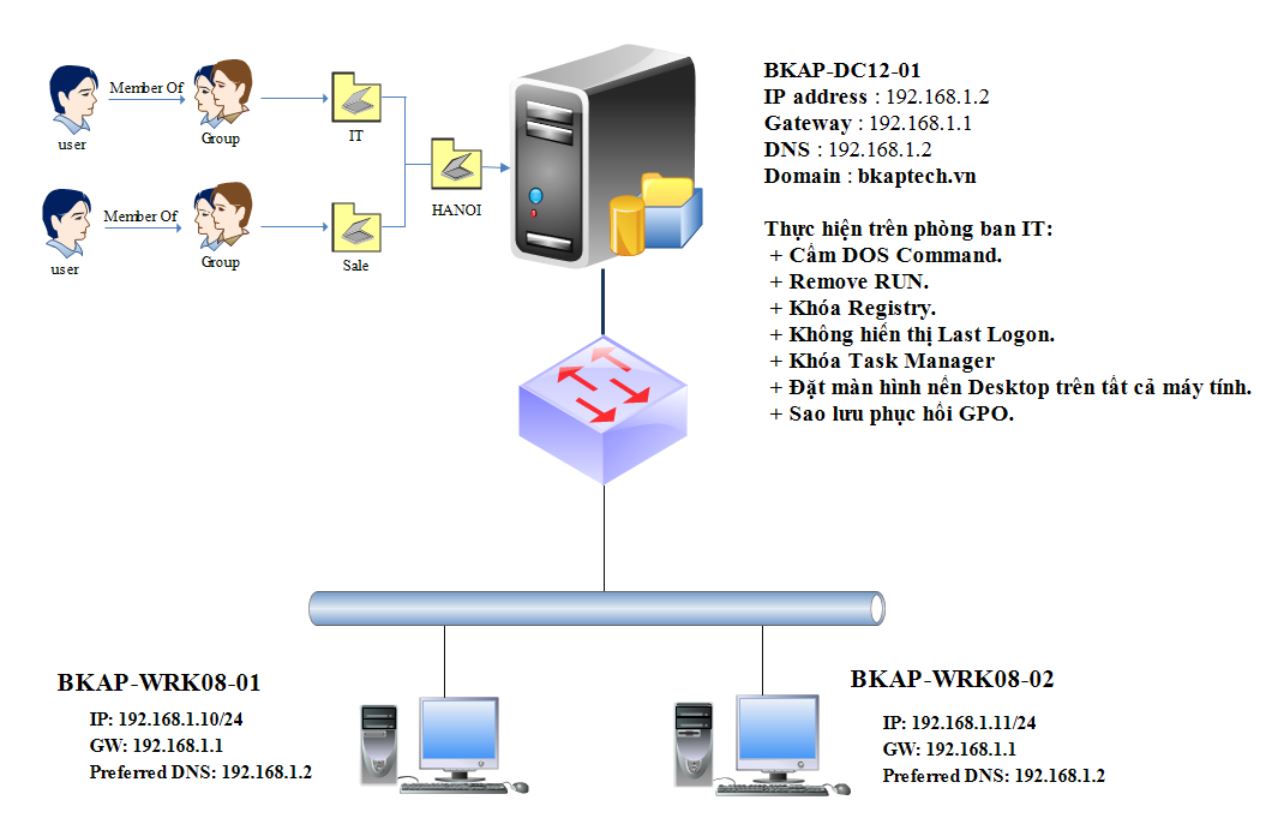 Member Of
user
Group
IT
Member Of
user
Group
Sale
HANOI
BKAP-DC12-01
IP address : 192.168.1.2
Gateway : 192.168.1.1
DNS : 192.168.1.2
Domain : bkaptech.vn
Thực hiện trên phòng ban IT:
+ Cấm DOS Command.
+ Remove RUN.
+ Khóa Registry.
+ Không hiển thị Last Logon.
+ Khóa Task Manager
+ Đặt màn hình nền Desktop trên tất cả máy tính.
+ Sao lưu phục hồi GPO.
BKAP-WRK08-01
IP: 192.168.1.10/24
GW: 192.168.1.1
Preferred DNS: 192.168.1.2
BKAP-WRK08-02
IP: 192.168.1.11/24
GW: 192.168.1.1
Preferred DNS: 192.168.1.2